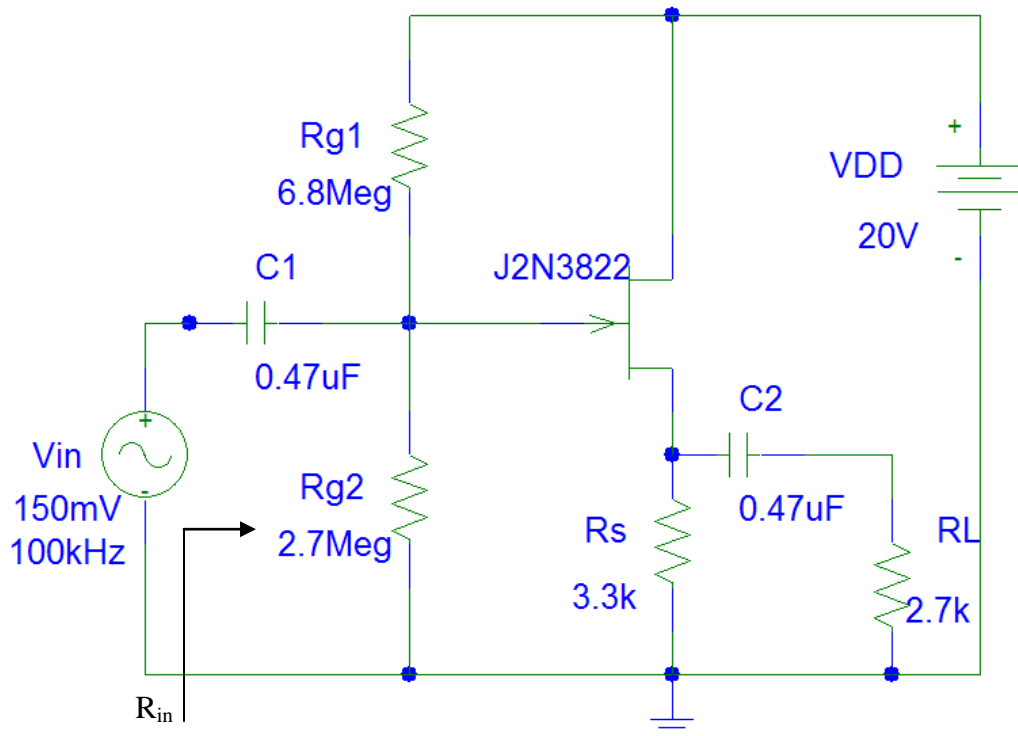 Rg1
6.8Meg
+
VDD
20V
-
C1
J2N3822
0.47uF
C2
+
Vin
-
150mV
100kHz
Rg2
2.7Meg
0.47uF
Rs
RL
3.3k
2.7k
Rin